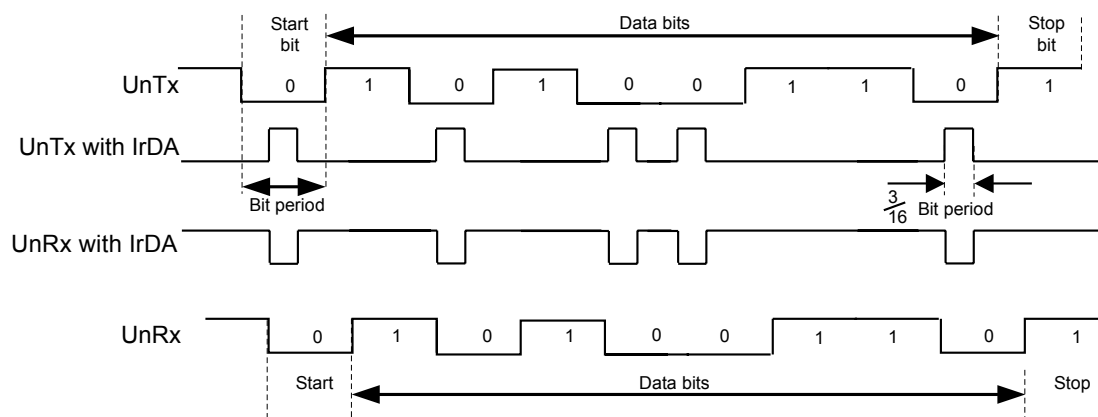 Start
bit
Data bits
Stop
bit
UnTx
0 1 0 1 0 0 1 1 0 1
UnTx with IrDA
Bit period
3
16
Bit period
UnRx with IrDA
UnRx
0 1 0 1 0 0 1 1 0 1
Start
Data bits
Stop